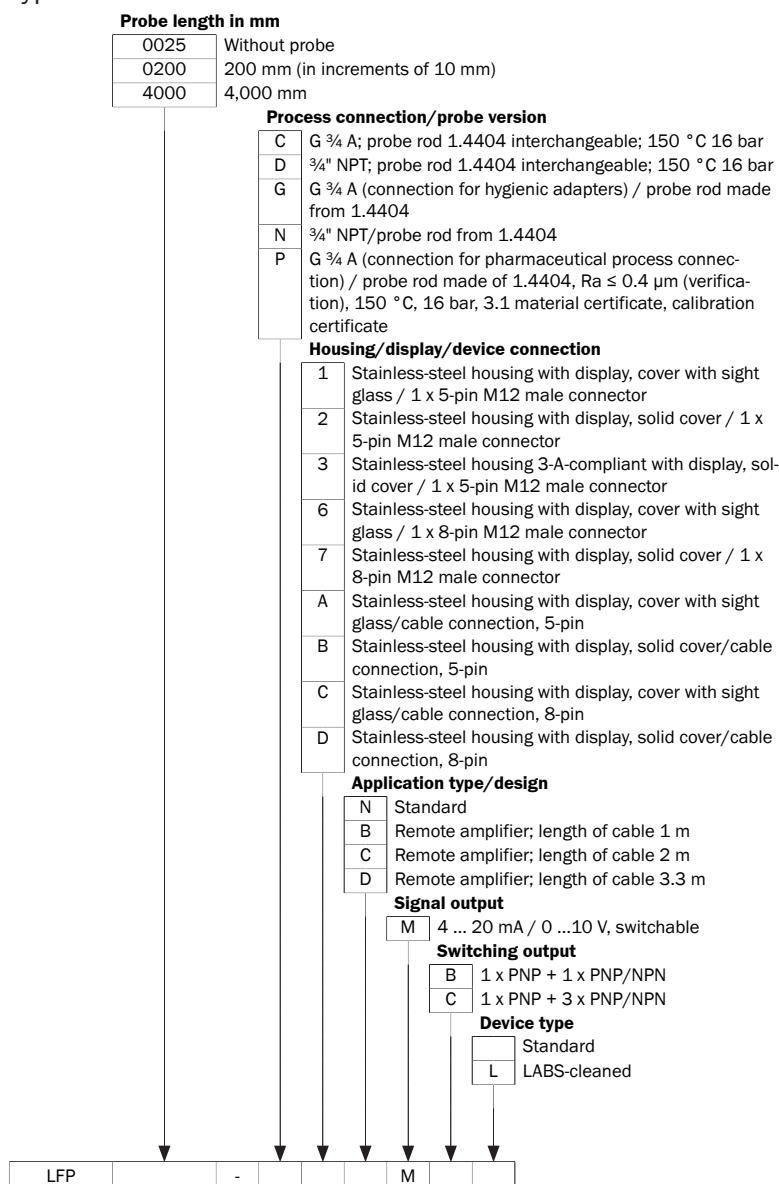 Probe length in mm
0025 Without probe
0200 200 mm (in increments of 10 mm)
4000 4,000 mm
Process connection/probe version
C G ¾ A; probe rod 1.4404 interchangeable; 150 °C 16 bar
D ¾" NPT; probe rod 1.4404 interchangeable; 150 °C 16 bar
G G ¾ A (connection for hygienic adapters) / probe rod made
from 1.4404
N ¾" NPT/probe rod from 1.4404
P G ¾ A (connection for pharmaceutical process connec-
tion) / probe rod made of 1.4404, Ra ≤ 0.4 µm (verifica-
tion), 150 °C, 16 bar, 3.1 material certificate, calibration
certificate
Housing/display/device connection
1 Stainless-steel housing with display, cover with sight
glass / 1 x 5-pin M12 male connector
2 Stainless-steel housing with display, solid cover / 1 x
5-pin M12 male connector
3 Stainless-steel housing 3-A-compliant with display, sol-
id cover / 1 x 5-pin M12 male connector
6 Stainless-steel housing with display, cover with sight
glass / 1 x 8-pin M12 male connector
7 Stainless-steel housing with display, solid cover / 1 x
8-pin M12 male connector
A Stainless-steel housing with display, cover with sight
glass/cable connection, 5-pin
B Stainless-steel housing with display, solid cover/cable
connection, 5-pin
C Stainless-steel housing with display, cover with sight
glass/cable connection, 8-pin
D Stainless-steel housing with display, solid cover/cable
connection, 8-pin
Application type/design
N Standard
B Remote amplifier; length of cable 1 m
C Remote amplifier; length of cable 2 m
D Remote amplifier; length of cable 3.3 m
Signal output
M 4 ... 20 mA / 0 ...10 V, switchable
Switching output
B 1 x PNP + 1 x PNP/NPN
C 1 x PNP + 3 x PNP/NPN
Device type
Standard
L LABS-cleaned
LFP - M